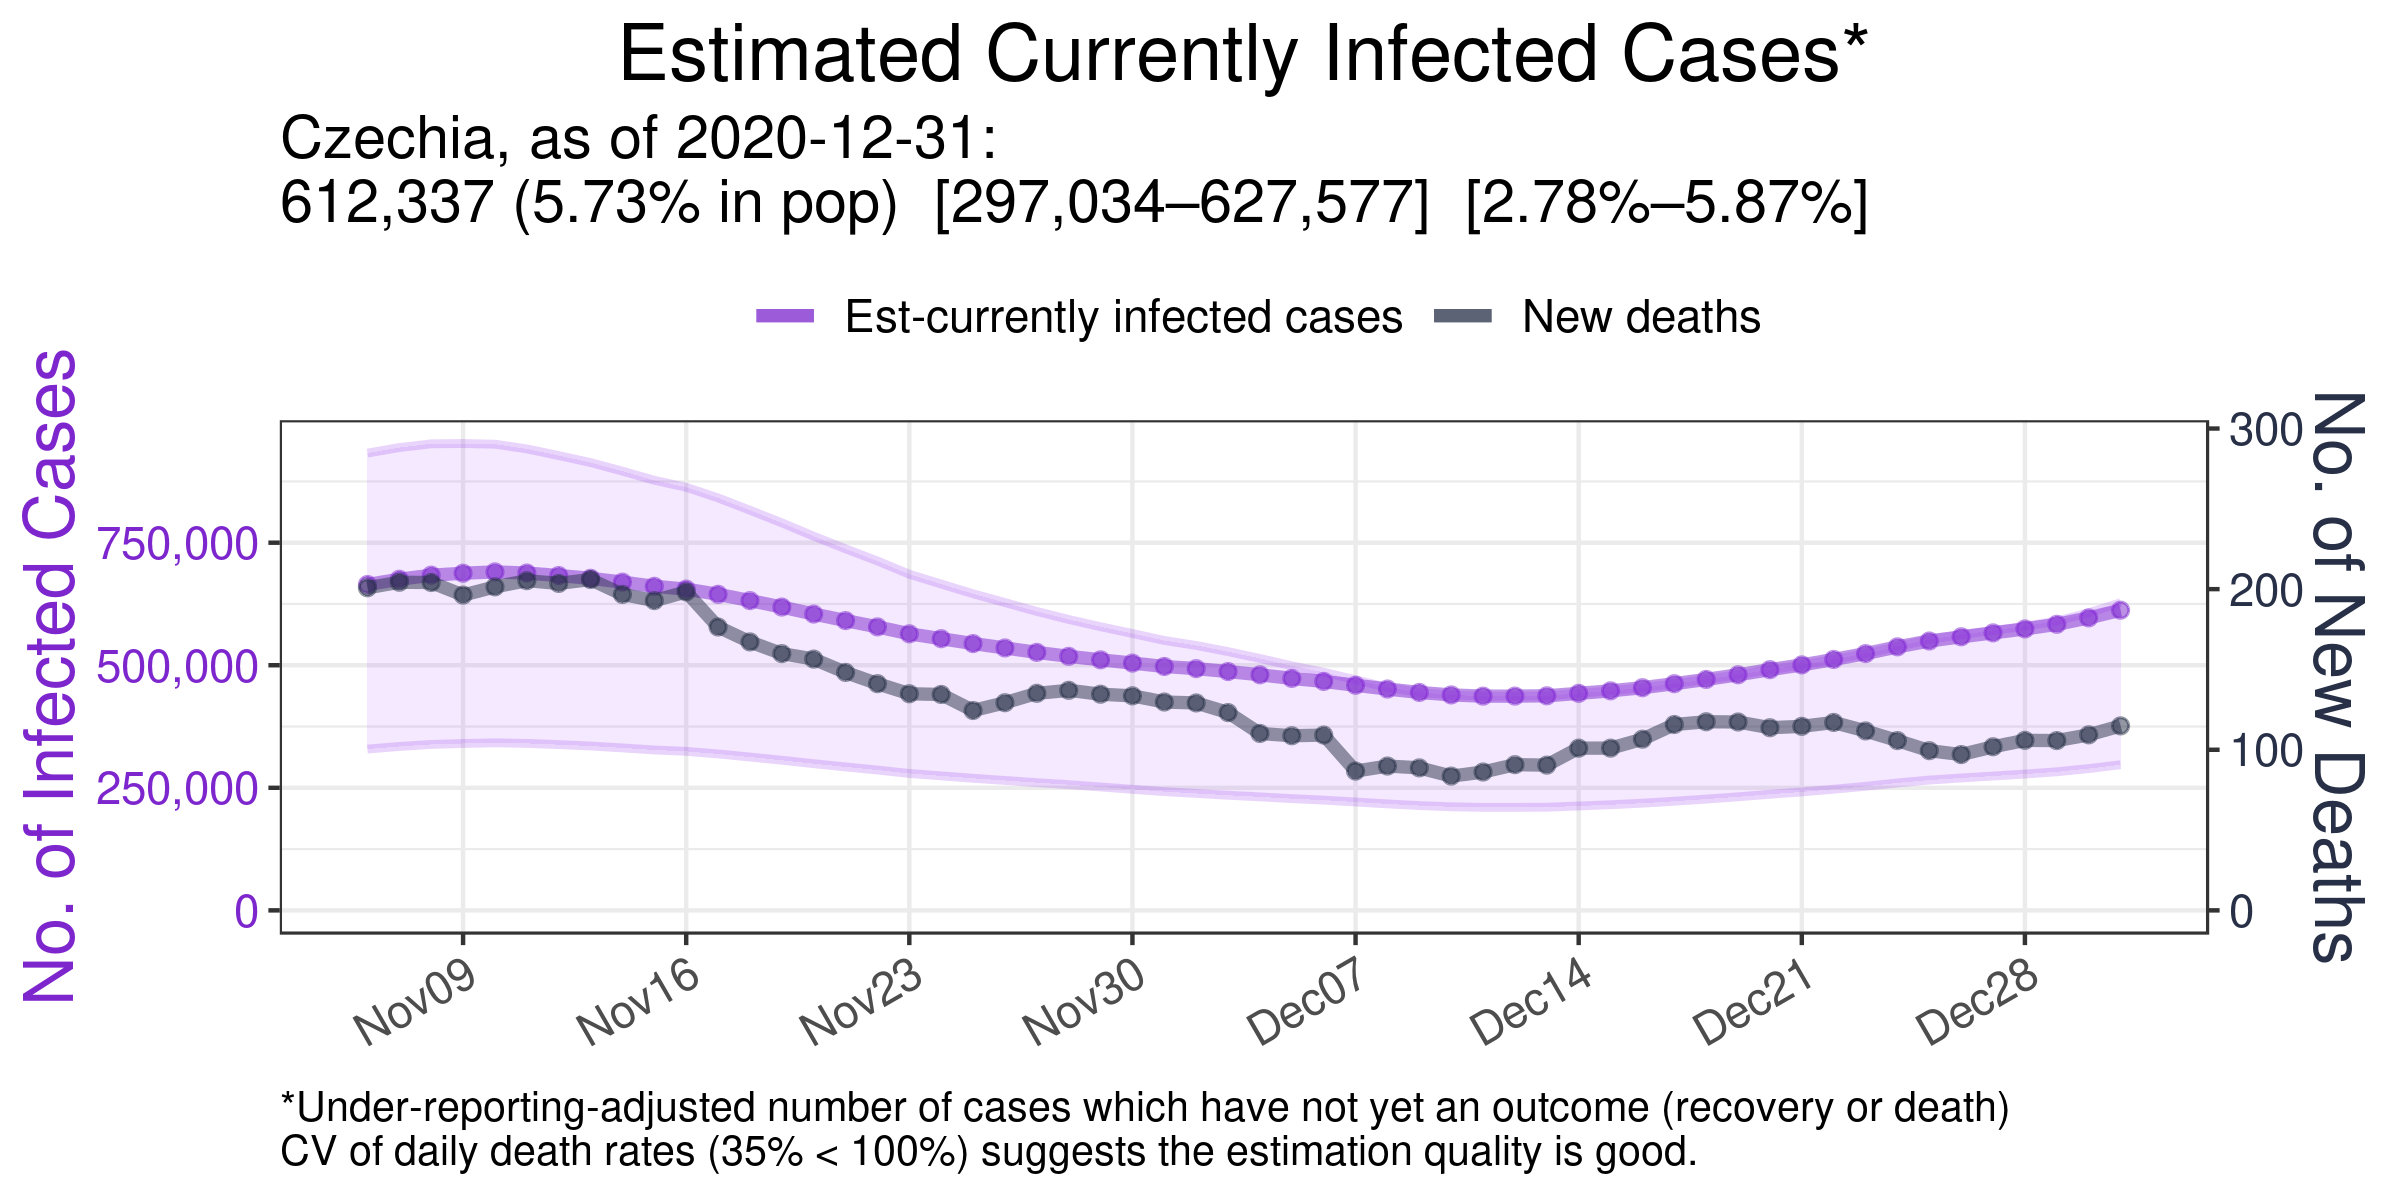 Estimated Currently Infected Cases*
Czechia, as of 2020-12-31:
612,337 (5.73% in pop) [297,034–627,577] [2.78%–5.87%]
Est-currently infected cases
New deaths
No. of Infected Cases
750,000
500,000
250,000
0
300
200
100
0
No. of New Deaths
Nov09
Nov16
Nov23
Nov30
Dec07
Dec14
Dec21
Dec28
*Under-reporting-adjusted number of cases which have not yet an outcome (recovery or death)
CV of daily death rates (35% < 100%) suggests the estimation quality is good.